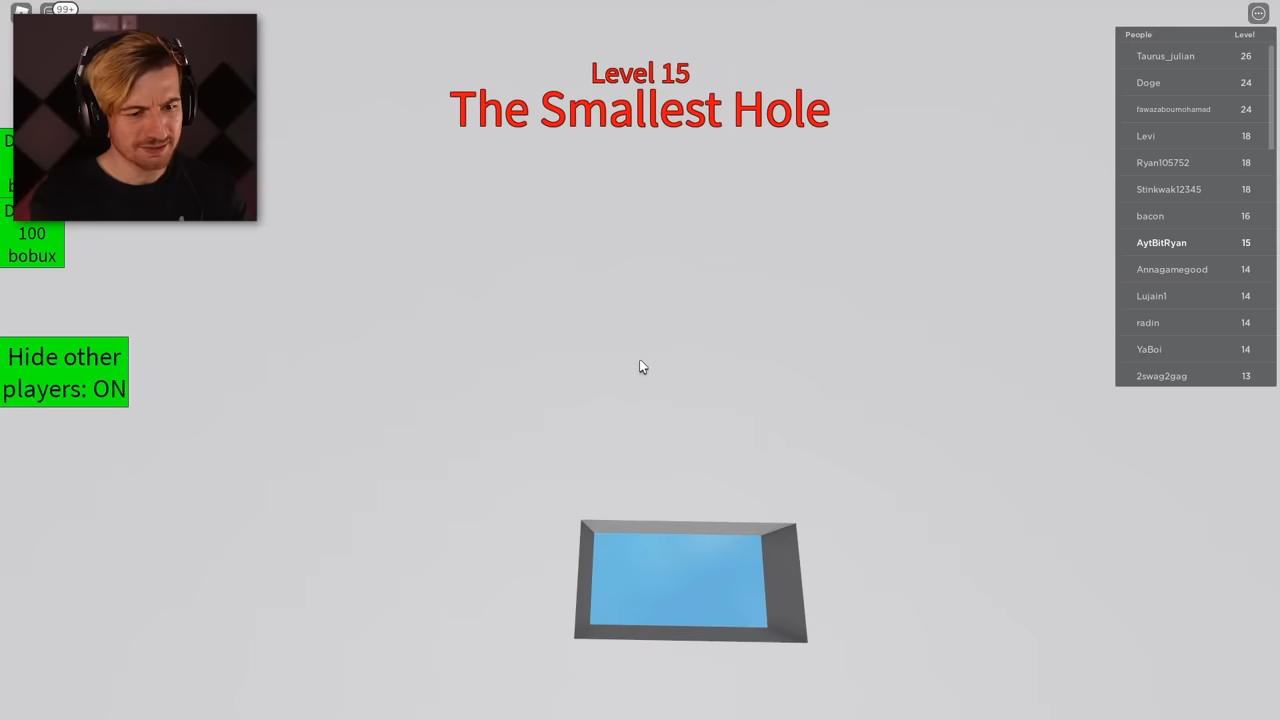 99+
Level 15
The Smallest Hole
100
bobux
Hide other
players: ON
People Level
Taurus_julian 26
Doge 24
fawazaboumohamad 24
Levi 18
Ryan105752 18
Stinkwak12345 18
bacon 16
AytBitRyan 15
Annagamegood 14
Lujain1 14
radin 14
YaBoi 14
2swag2gag 13